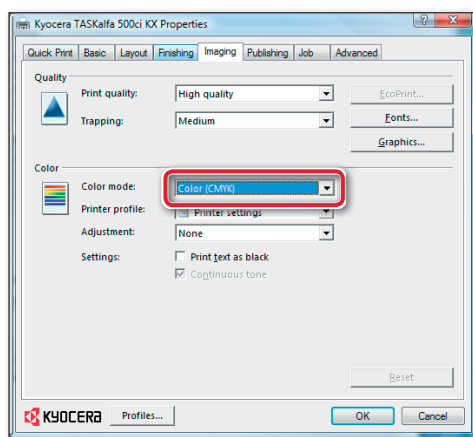 Kyocera TASKalfa 500ci KX Properties
Quick Print Basic Layout Finishing Imaging Publishing Job Advanced
Quality
Print quality: High quality EcoPrint...
Trapping: Medium Fonts...
Graphics...
Color
Color mode: Color (CMYK)
Printer profile: Printer settings
Adjustment: None
Settings: Print text as black
Continuous tone
Reset
KYOCERA Profiles... OK Cancel